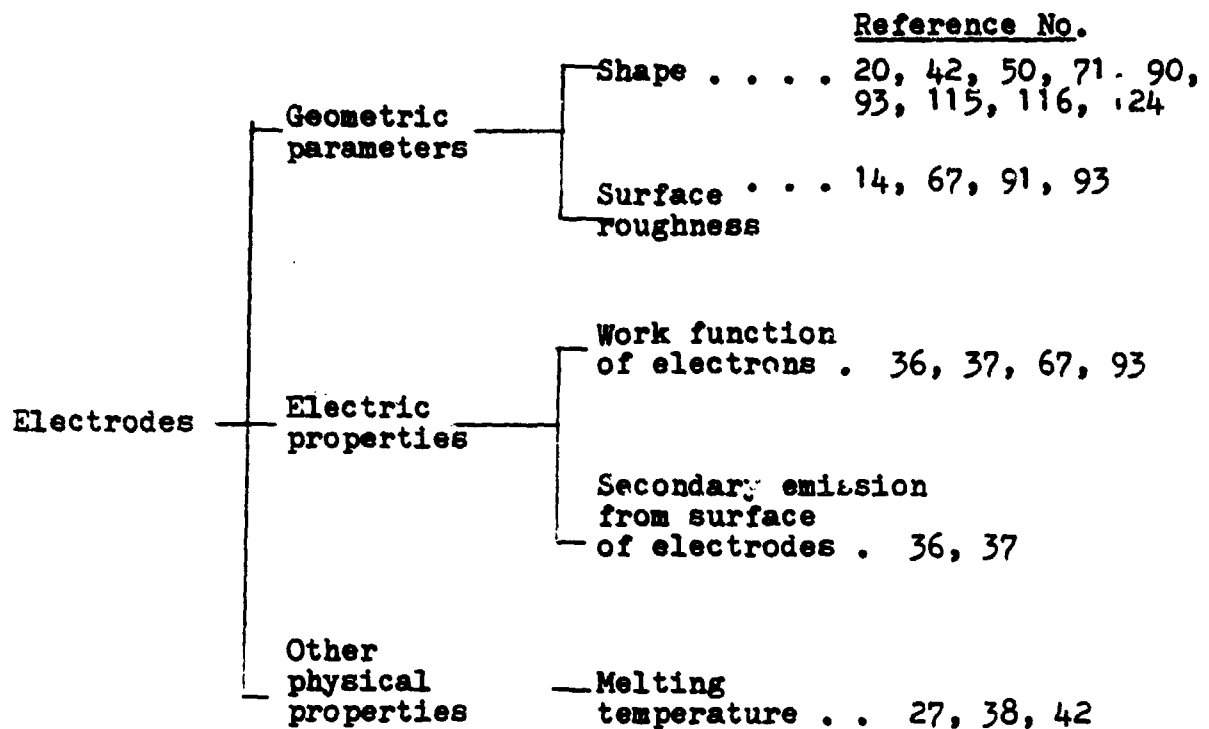 Reference No.
Shape . . . . 20, 42, 50, 71. 90,
93, 115, 116, 124
Geometric
parameters
Surface . . . 14, 67, 91, 93
roughness
Work function
of electrons . 36, 37, 67, 93
Electrodes
Electric
properties
Secondary emission
from surface
of electrodes . 36, 37
Other
physical
properties
Melting
temperature . . 27, 38, 42